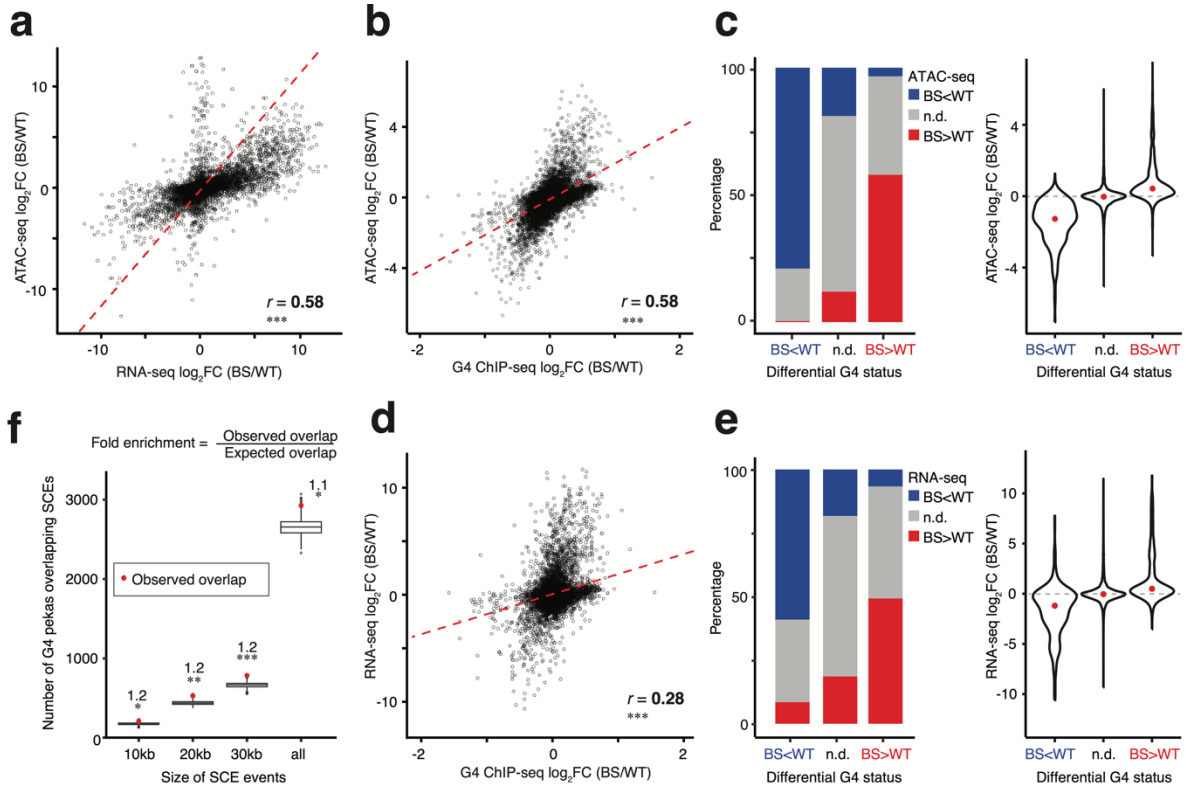 a
ATAC-seq log2FC (BS/WT)
10
0
-10
-10
0
10
r = 0.58
***
RNA-seq log2FC (BS/WT)
b
ATAC-seq log2FC (BS/WT)
4
0
-4
-2
0
2
r = 0.58
***
G4 ChIP-seq log2FC (BS/WT)
c
Percentage
100
50
0
ATAC-seq
BS<WT
n.d.
BS>WT
BS<WT
n.d.
BS>WT
Differential G4 status
ATAC-seq log2FC (BS/WT)
4
0
-4
BS<WT
n.d.
BS>WT
Differential G4 status
f
Fold enrichment = Observed overlap
Expected overlap
Number of G4 pekas overlapping SCEs
3000
2000
1000
0
Observed overlap
1.2
*
1.2
**
1.2
***
1.1
*
10kb
20kb
30kb
all
Size of SCE events
d
RNA-seq log2FC (BS/WT)
10
0
-10
-2
0
2
r = 0.28
***
G4 ChIP-seq log2FC (BS/WT)
e
Percentage
100
50
0
RNA-seq
BS<WT
n.d.
BS>WT
BS<WT
n.d.
BS>WT
Differential G4 status
RNA-seq log2FC (BS/WT)
10
5
0
-5
-10
BS<WT
n.d.
BS>WT
Differential G4 status